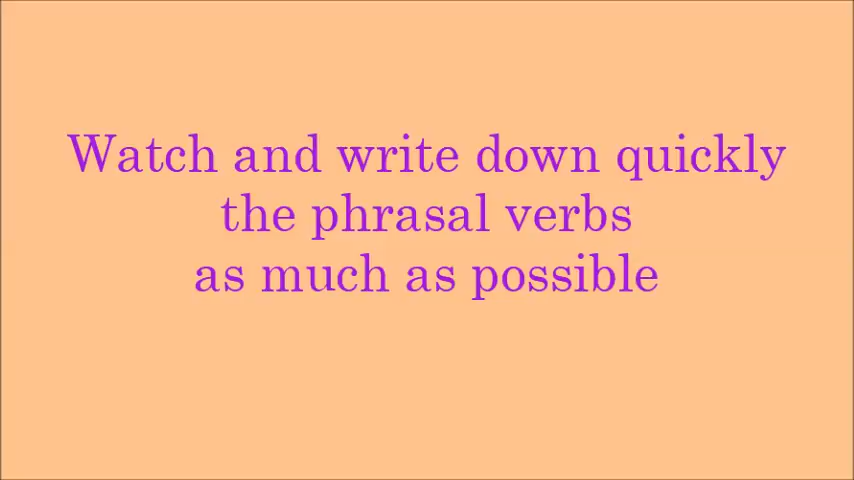 Watch and write down quickly
the phrasal verbs
as much as possible